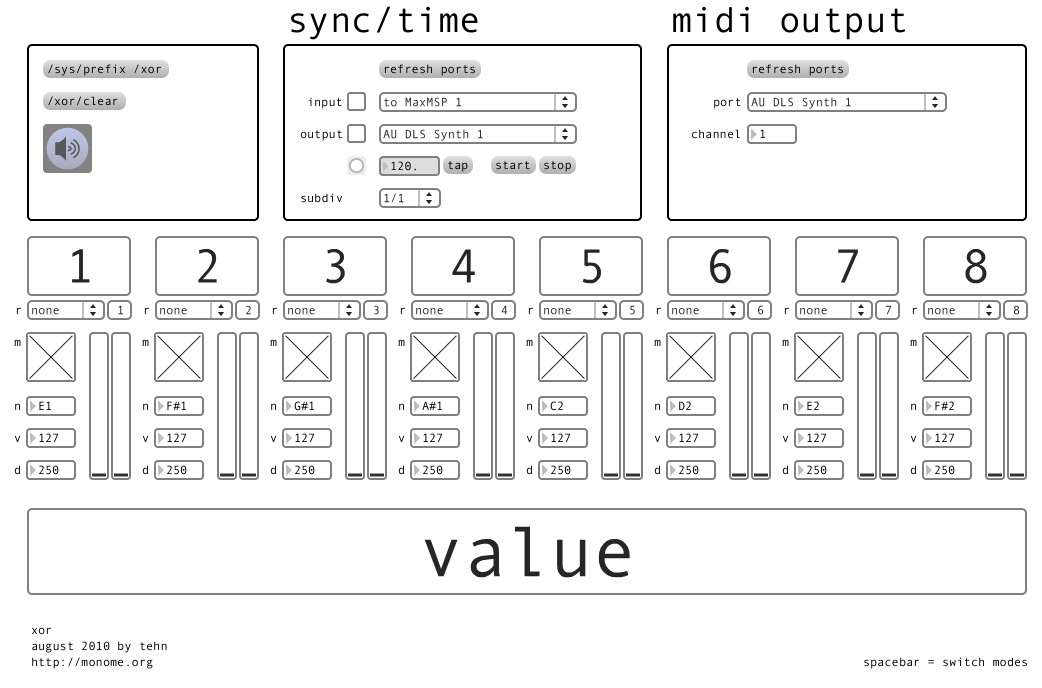 sync/time
midi output
/sys/prefix /xor
/xor/clear
refresh ports
input to MaxMSP 1
output AU DLS Synth 1
120. tap start stop
subdiv 1/1
refresh ports
port AU DLS Synth 1
channel 1
1 2 3 4 5 6 7 8
r none 1 r none 2 r none 3 r none 4 r none 5 r none 6 r none 7 r none 8
m m m m m m m m
n E1 n F#1 n G#1 n A#1 n C2 n D2 n E2 n F#2
v 127 v 127 v 127 v 127 v 127 v 127 v 127 v 127
d 250 d 250 d 250 d 250 d 250 d 250 d 250 d 250
value
xor
august 2010 by tehn
http://monome.org
spacebar = switch modes